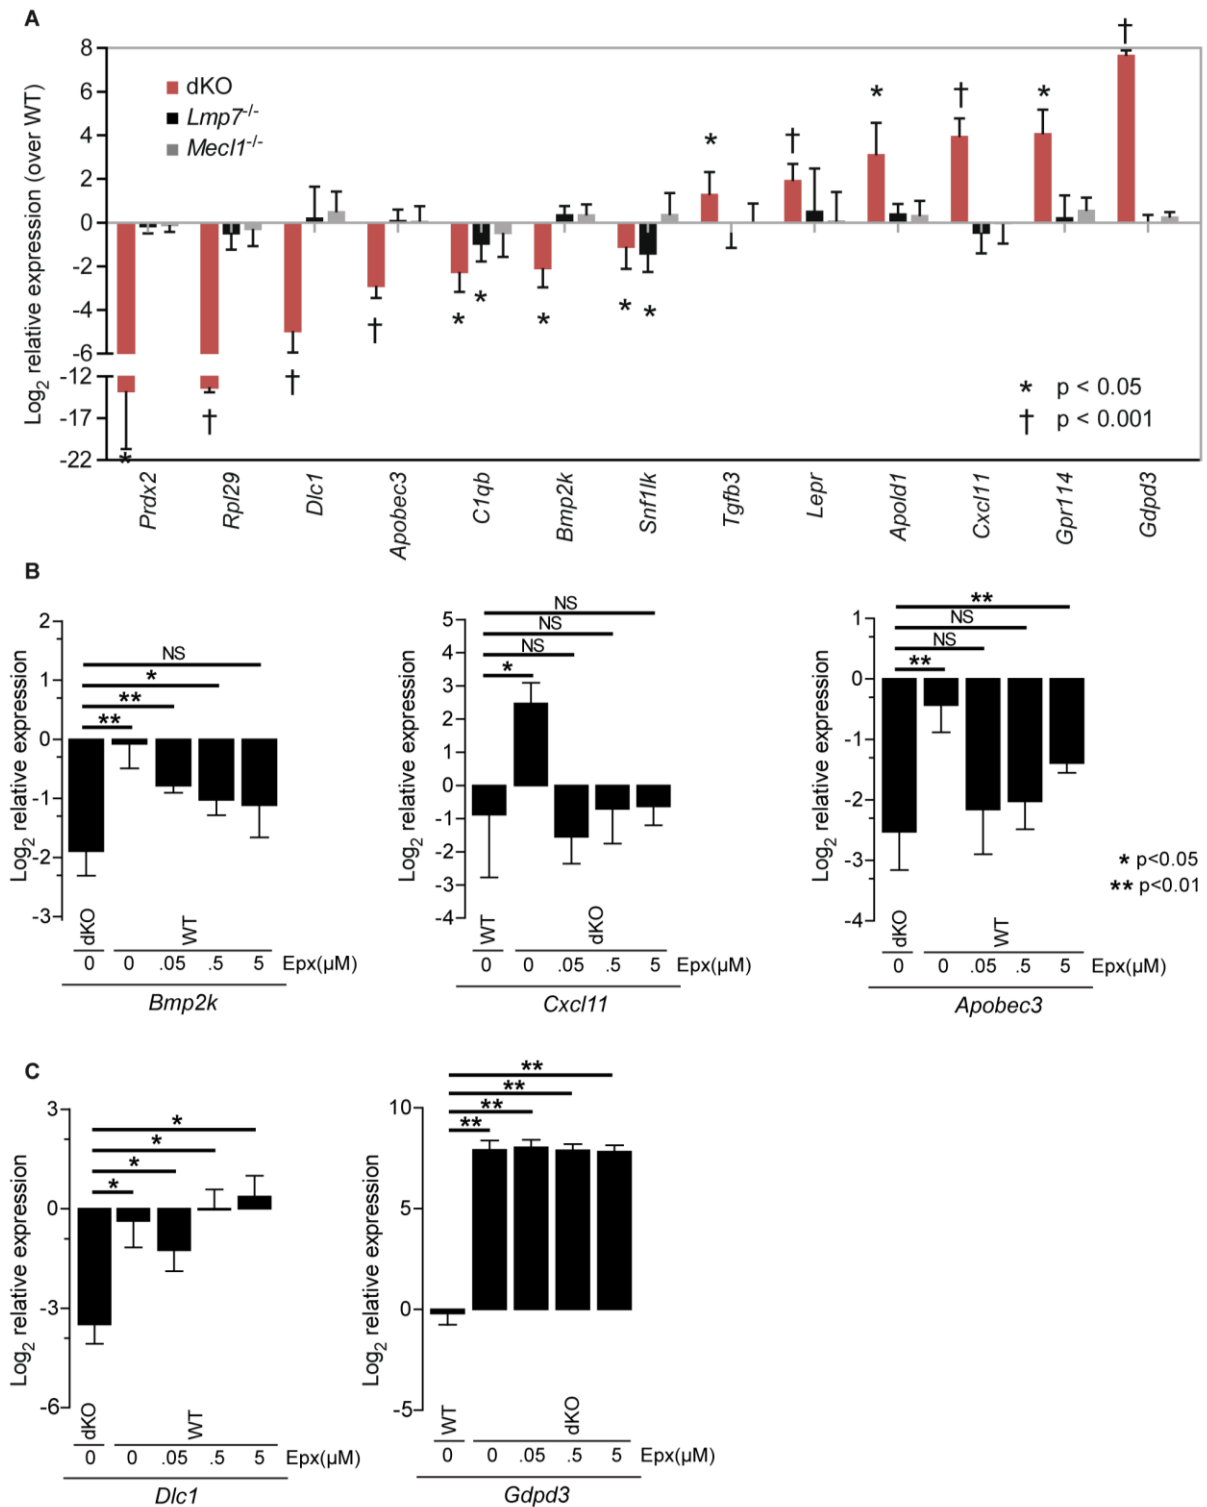 A
Log2 relative expression (over WT)
8
6
4
2
0
-2
-4
-6
-12
-17
-22
dKO
Lmp7-/-
Mecl1-/-
*
†
†
†
*
*
*
*
*
*
†
*
†
*
†
* p < 0.05
† p < 0.001
Prdx2 Rpl29 Dlc1 Apobec3 C1qb Bmp2k Snf1lk Tgfb3 Lepr Apold1 Cxcl11 Gpr114 Gdpd3
B
Log2 relative expression
2
1
0
-1
-2
-3
NS
*
**
**
dKO WT
0 0 .05 .5 5 Epx(µM)
Bmp2k
Log2 relative expression
5
4
3
2
1
0
-1
-2
-3
-4
NS
NS
NS
*
WT dKO
0 0 .05 .5 5 Epx(µM)
Cxcl11
Log2 relative expression
1
0
-1
-2
-3
-4
**
NS
NS
**
dKO WT
0 0 .05 .5 5 Epx(µM)
Apobec3
* p<0.05
** p<0.01
C
Log2 relative expression
3
0
-3
-6
*
*
*
*
dKO WT
0 0 .05 .5 5 Epx(µM)
Dlc1
Log2 relative expression
10
5
0
-5
**
**
**
**
WT dKO
0 0 .05 .5 5 Epx(µM)
Gdpd3